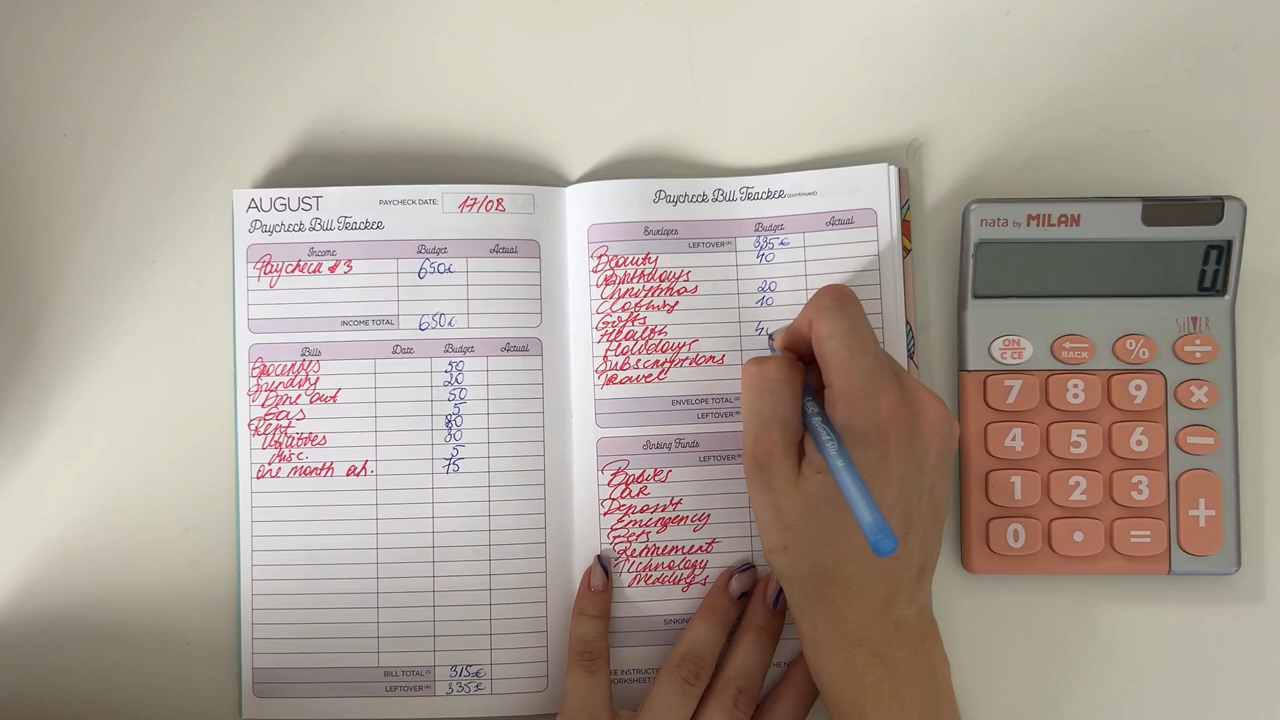 AUGUST
PAYCHECK DATE: 17/08
Paycheck Bill Tracker
Income Budget Actual
Paycheck #3 650€
INCOME TOTAL 650€
Bills Date Budget Actual
Groceries 50
Sundry 20
Dine out 50
Gas 5
Rent 80
Utilities 30
Misc. 5
One month ah. 75
BILL TOTAL 315€
LEFTOVER 335€
Paycheck Bill Tracker (continued)
Envelopes Budget Actual
LEFTOVER 335€
Beauty 40
Birthdays
Christmas 20
Clothing 10
Gifts
Health
Holidays
Subscriptions
Travel
ENVELOPE TOTAL
LEFTOVER
Sinking Funds
LEFTOVER
Babies
Car
Deposit
Emergency
Pets
Retirement
Technology
Weddings
SINKING
nata by MILAN
0
SILVER
ON/C CE BACK % ÷
7 8 9 ×
4 5 6 −
1 2 3 +
0 • =